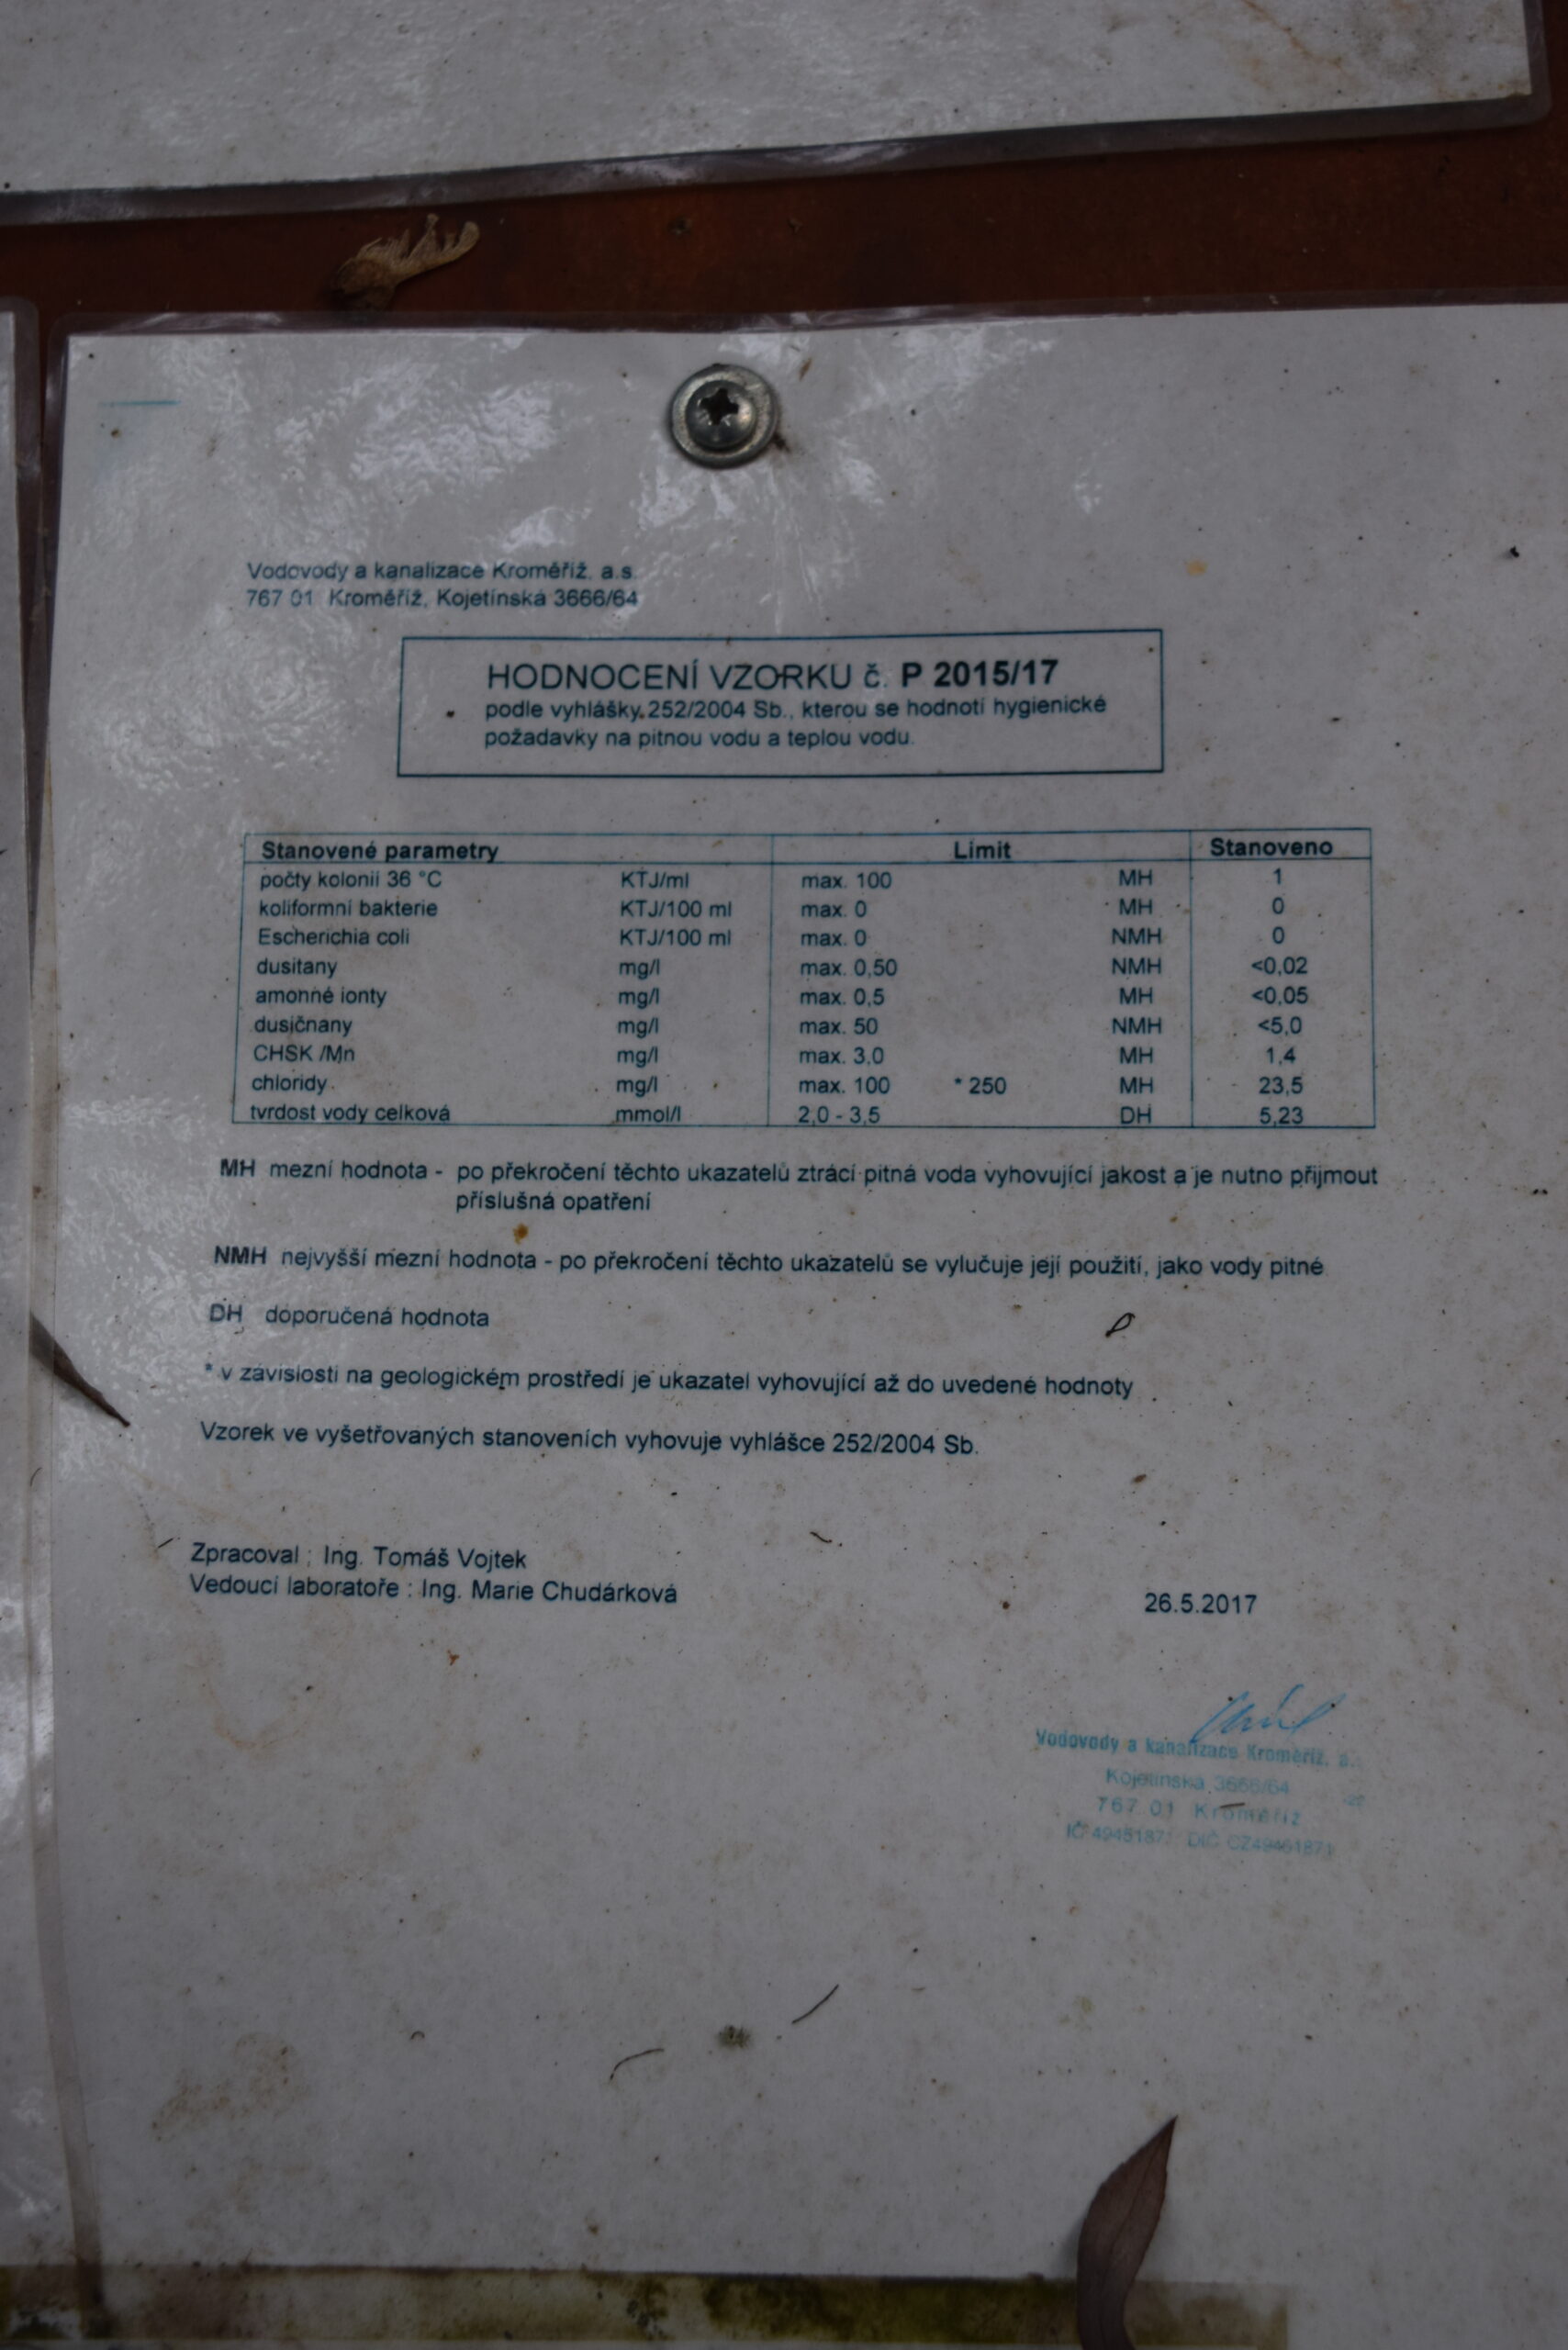 Vodovody a kanalizace Kroměříž, a.s.
767 01 Kroměříž, Kojetínská 3666/64
HODNOCENÍ VZORKU č. P 2015/17
podle vyhlášky 252/2004 Sb., kterou se hodnotí hygienické
požadavky na pitnou vodu a teplou vodu.
Stanovené parametry Limit Stanoveno
počty kolonií 36 °C KTJ/ml max. 100 MH 1
koliformní bakterie KTJ/100 ml max. 0 MH 0
Escherichia coli KTJ/100 ml max. 0 NMH 0
dusitany mg/l max. 0,50 NMH <0,02
amonné ionty mg/l max. 0,5 MH <0,05
dusičnany mg/l max. 50 NMH <5,0
CHSK /Mn mg/l max. 3,0 MH 1,4
chloridy mg/l max. 100 * 250 MH 23,5
tvrdost vody celková mmol/l 2,0 - 3,5 DH 5,23
MH mezní hodnota - po překročení těchto ukazatelů ztrácí pitná voda vyhovující jakost a je nutno přijmout
příslušná opatření
NMH nejvyšší mezní hodnota - po překročení těchto ukazatelů se vylučuje její použití, jako vody pitné
DH doporučená hodnota
* v závislosti na geologickém prostředí je ukazatel vyhovující až do uvedené hodnoty
Vzorek ve vyšetřovaných stanoveních vyhovuje vyhlášce 252/2004 Sb.
Zpracoval : Ing. Tomáš Vojtek
Vedoucí laboratoře : Ing. Marie Chudárková
26.5.2017
Vodovody a kanalizace Kroměříž, a.
Kojetínská 3666/64
767 01 Kroměříž
IČ DIČ CZ49451871